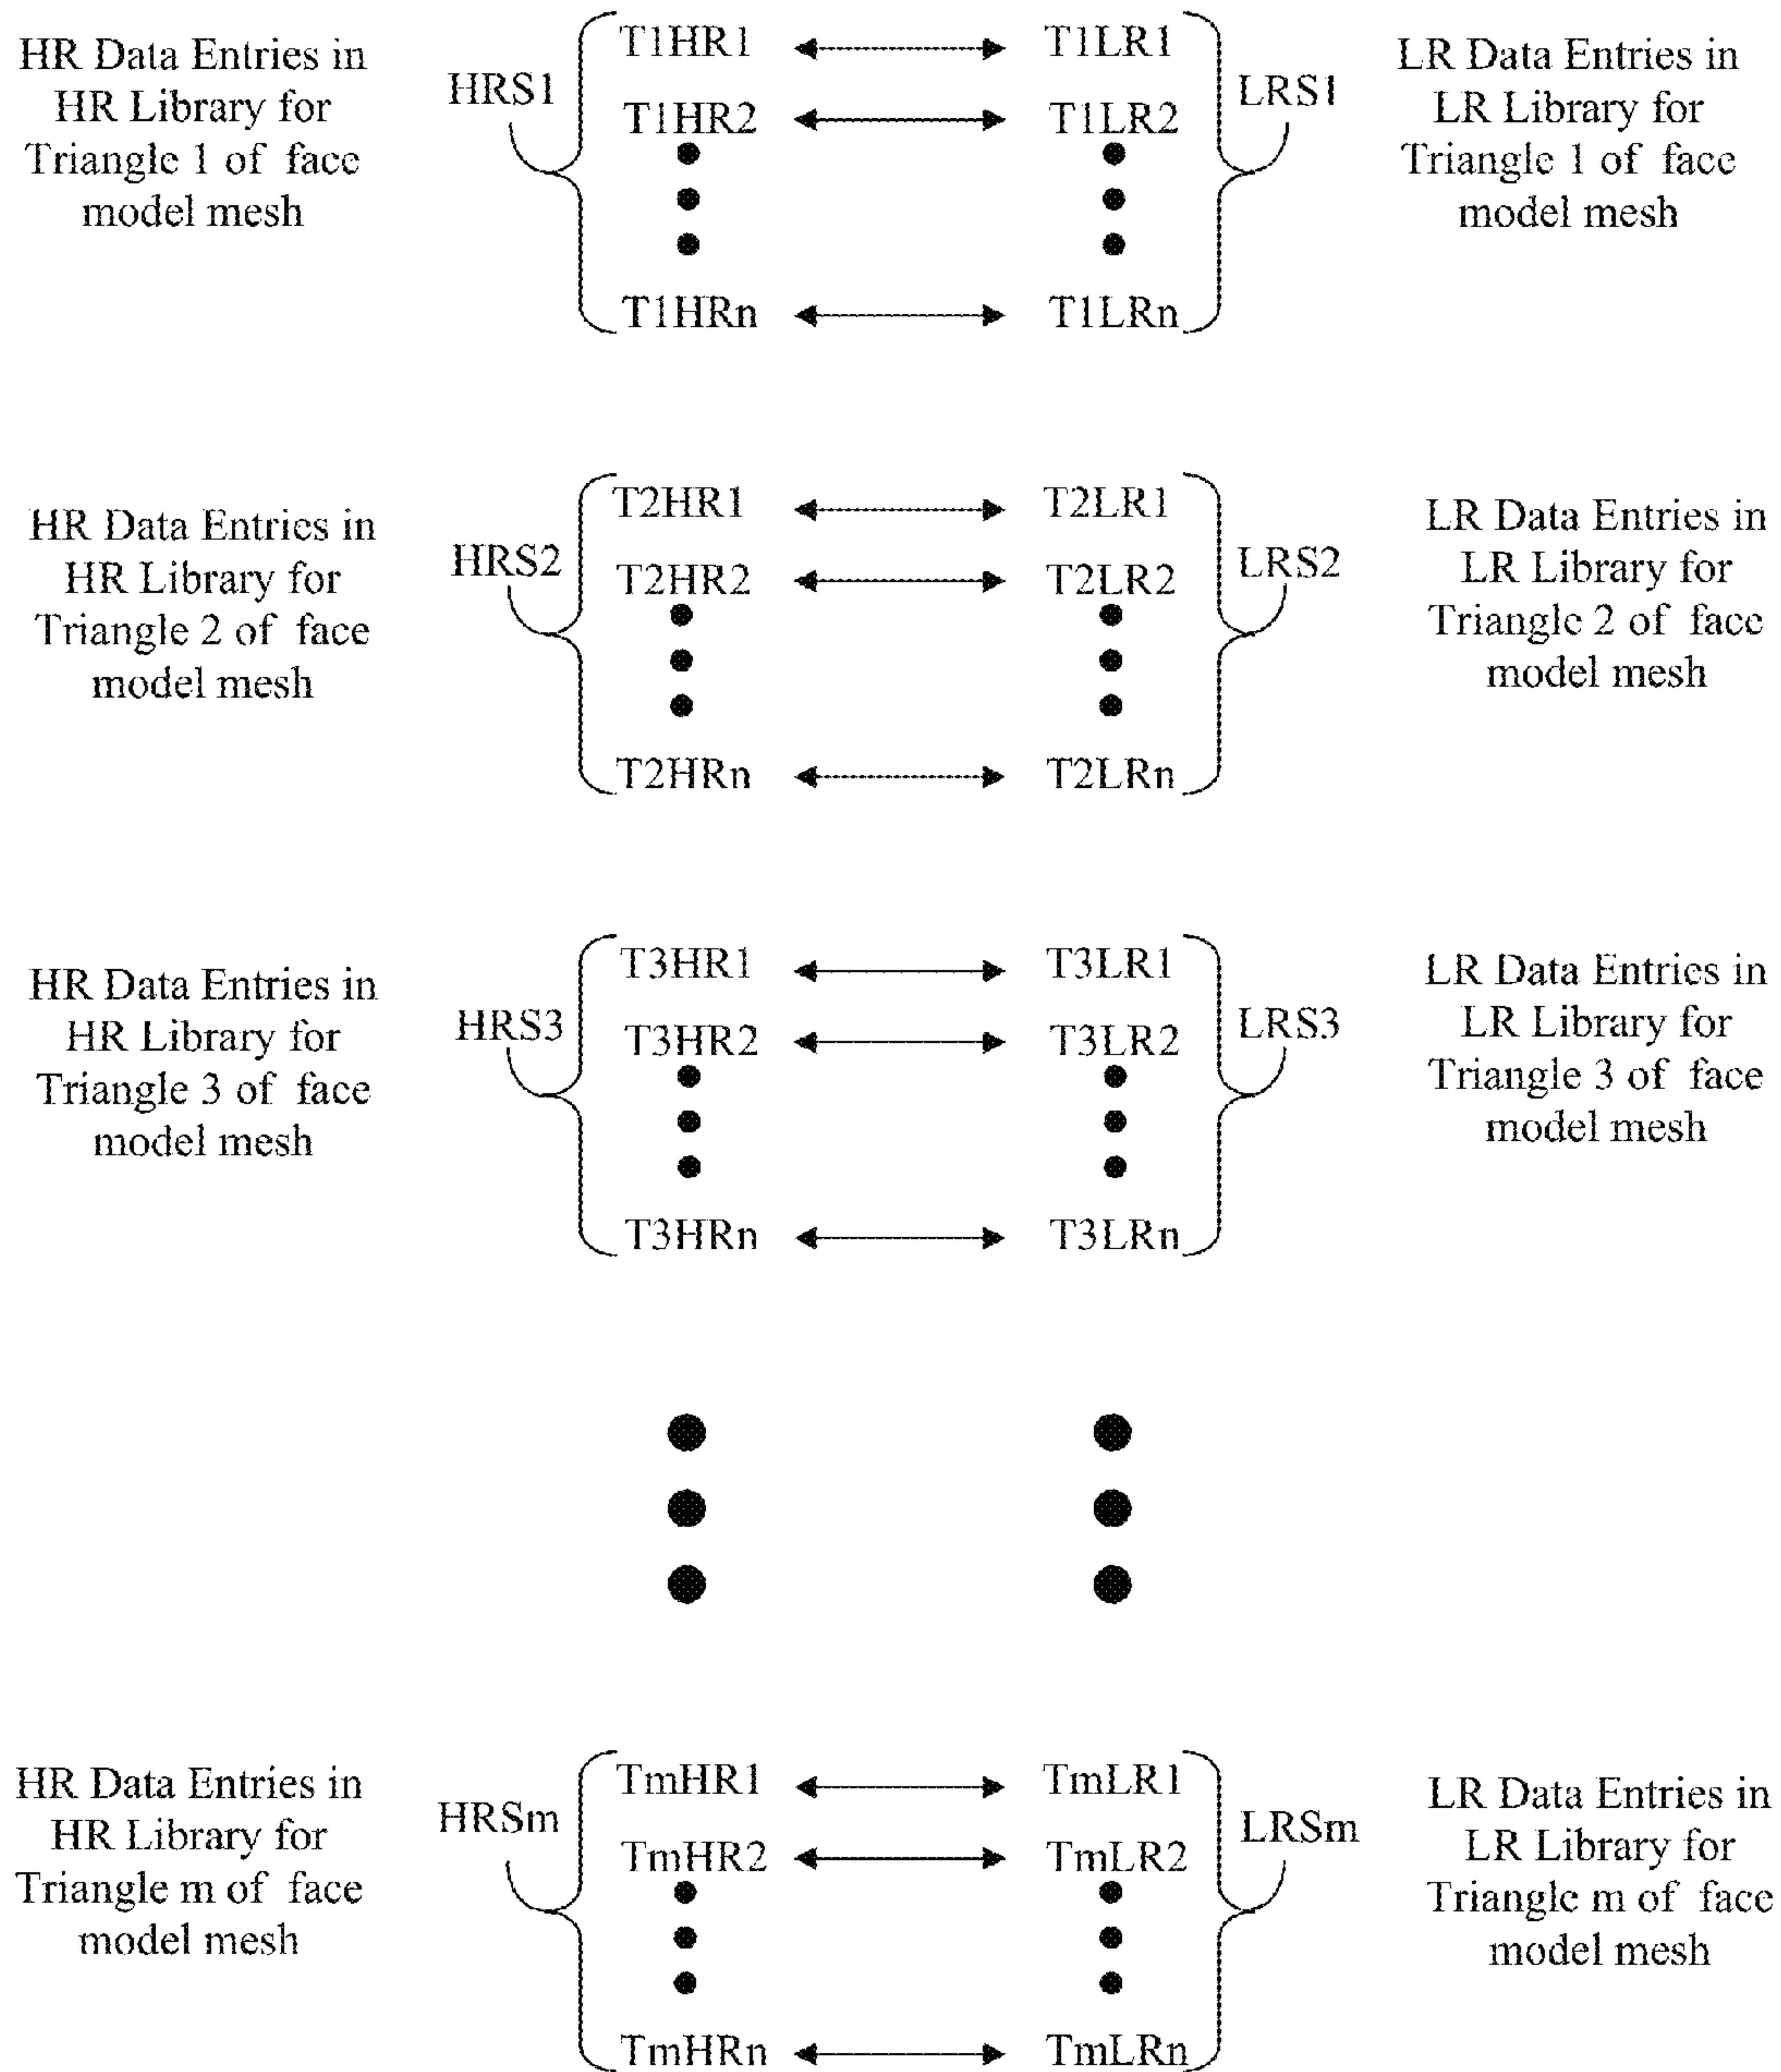 HR Data Entries in
HR Library for
Triangle 1 of face
model mesh
HRS1
T1HR1
T1LR1
T1HR2
T1LR2
T1HRn
T1LRn
LRS1
LR Data Entries in
LR Library for
Triangle 1 of face
model mesh
HR Data Entries in
HR Library for
Triangle 2 of face
model mesh
HRS2
T2HR1
T2LR1
T2HR2
T2LR2
T2HRn
T2LRn
LRS2
LR Data Entries in
LR Library for
Triangle 2 of face
model mesh
HR Data Entries in
HR Library for
Triangle 3 of face
model mesh
HRS3
T3HR1
T3LR1
T3HR2
T3LR2
T3HRn
T3LRn
LRS3
LR Data Entries in
LR Library for
Triangle 3 of face
model mesh
HR Data Entries in
HR Library for
Triangle m of face
model mesh
HRSm
TmHR1
TmLR1
TmHR2
TmLR2
TmHRn
TmLRn
LRSm
LR Data Entries in
LR Library for
Triangle m of face
model mesh